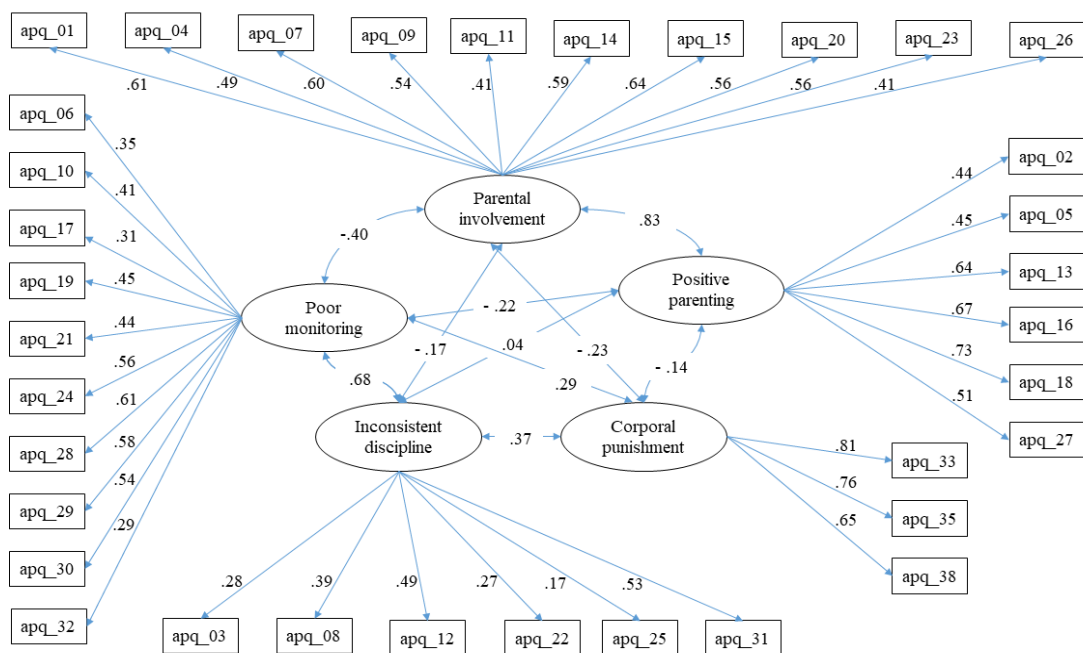 apq_01
apq_04
apq_07
apq_09
apq_11
apq_14
apq_15
apq_20
apq_23
apq_26
.61
.49
.60
.54
.41
.59
.64
.56
.56
.41
apq_06
apq_10
apq_17
apq_19
apq_21
apq_24
apq_28
apq_29
apq_30
apq_32
.35
.41
.31
.45
.44
.56
.61
.58
.54
.29
Parental
involvement
Poor
monitoring
Positive
parenting
Inconsistent
discipline
Corporal
punishment
-.40
.83
- .22
- .17
.04
- .23
- .14
.68
.29
.37
.44
.45
.64
.67
.73
.51
apq_02
apq_05
apq_13
apq_16
apq_18
apq_27
.81
.76
.65
apq_33
apq_35
apq_38
.28
.39
.49
.27
.17
.53
apq_03
apq_08
apq_12
apq_22
apq_25
apq_31